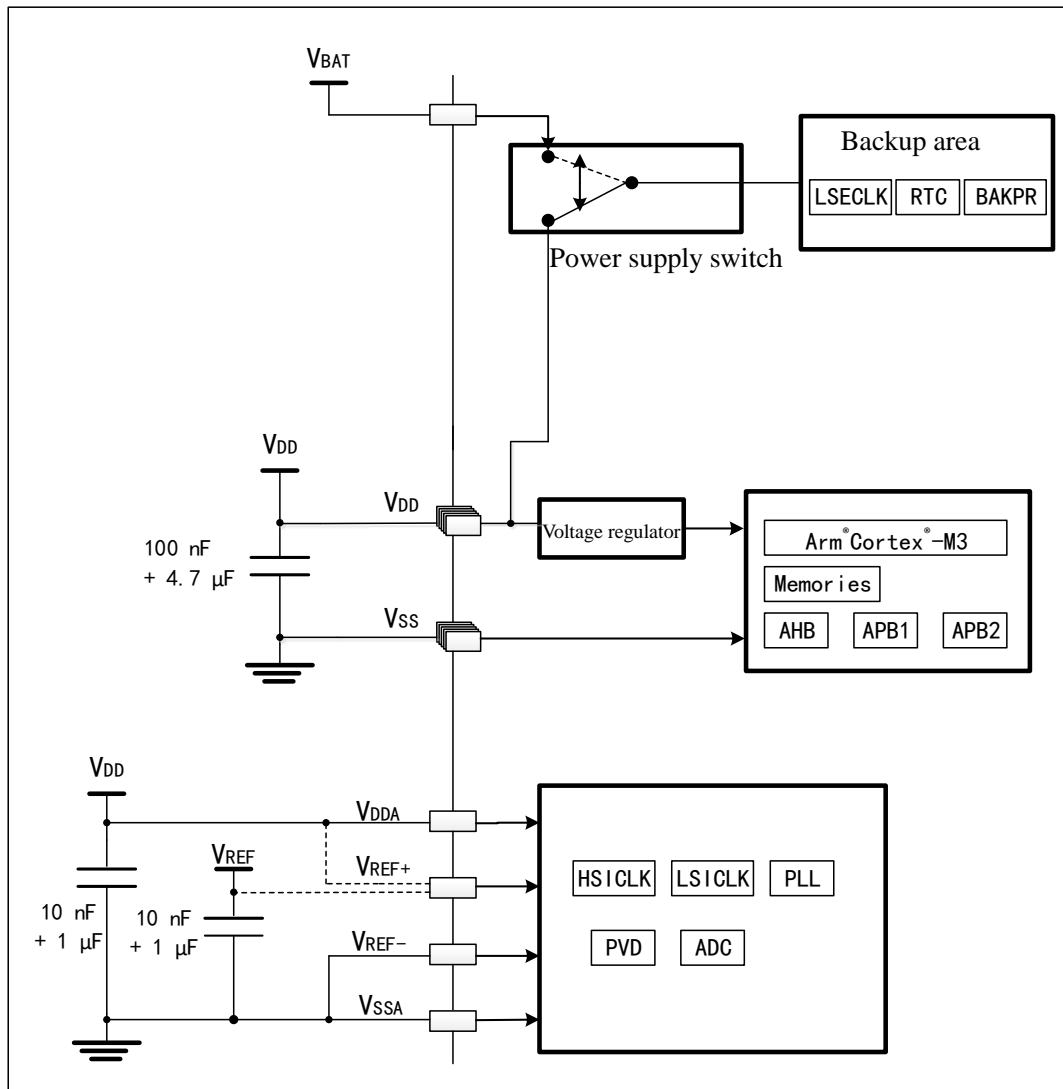 VBAT
Backup area
LSECLK RTC BAKPR
Power supply switch
VDD
VDD
Voltage regulator
100 nF
+ 4.7 μF
Arm®Cortex®-M3
Memories
VSS
AHB APB1 APB2
VDD
VDDA
VREF
VREF+
HSICLK LSICLK PLL
10 nF
+ 1 μF
10 nF
+ 1 μF
VREF-
PVD ADC
VSSA